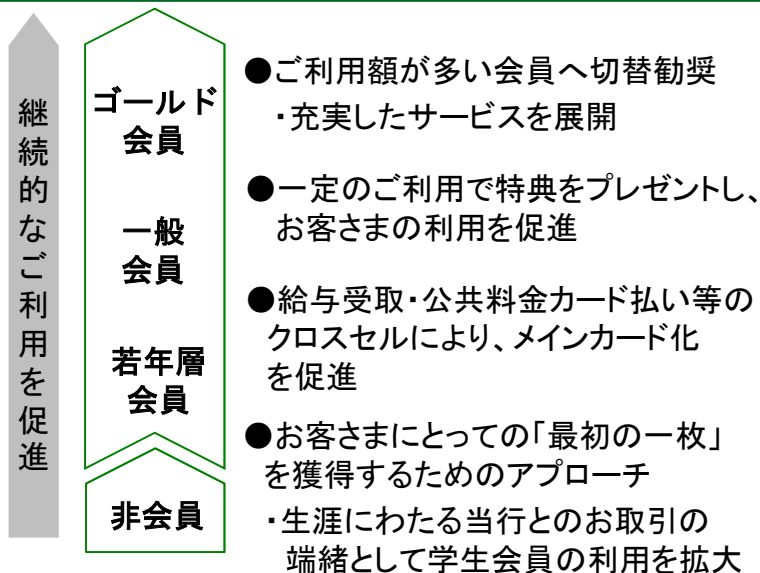 継続的なご利用を促進
ゴールド
会員
一般
会員
若年層
会員
非会員
●ご利用額が多い会員へ切替勧奨
・充実したサービスを展開
●一定のご利用で特典をプレゼントし、
お客さまの利用を促進
●給与受取・公共料金カード払い等の
クロスセルにより、メインカード化
を促進
●お客さまにとっての「最初の一枚」
を獲得するためのアプローチ
・生涯にわたる当行とのお取引の
端緒として学生会員の利用を拡大